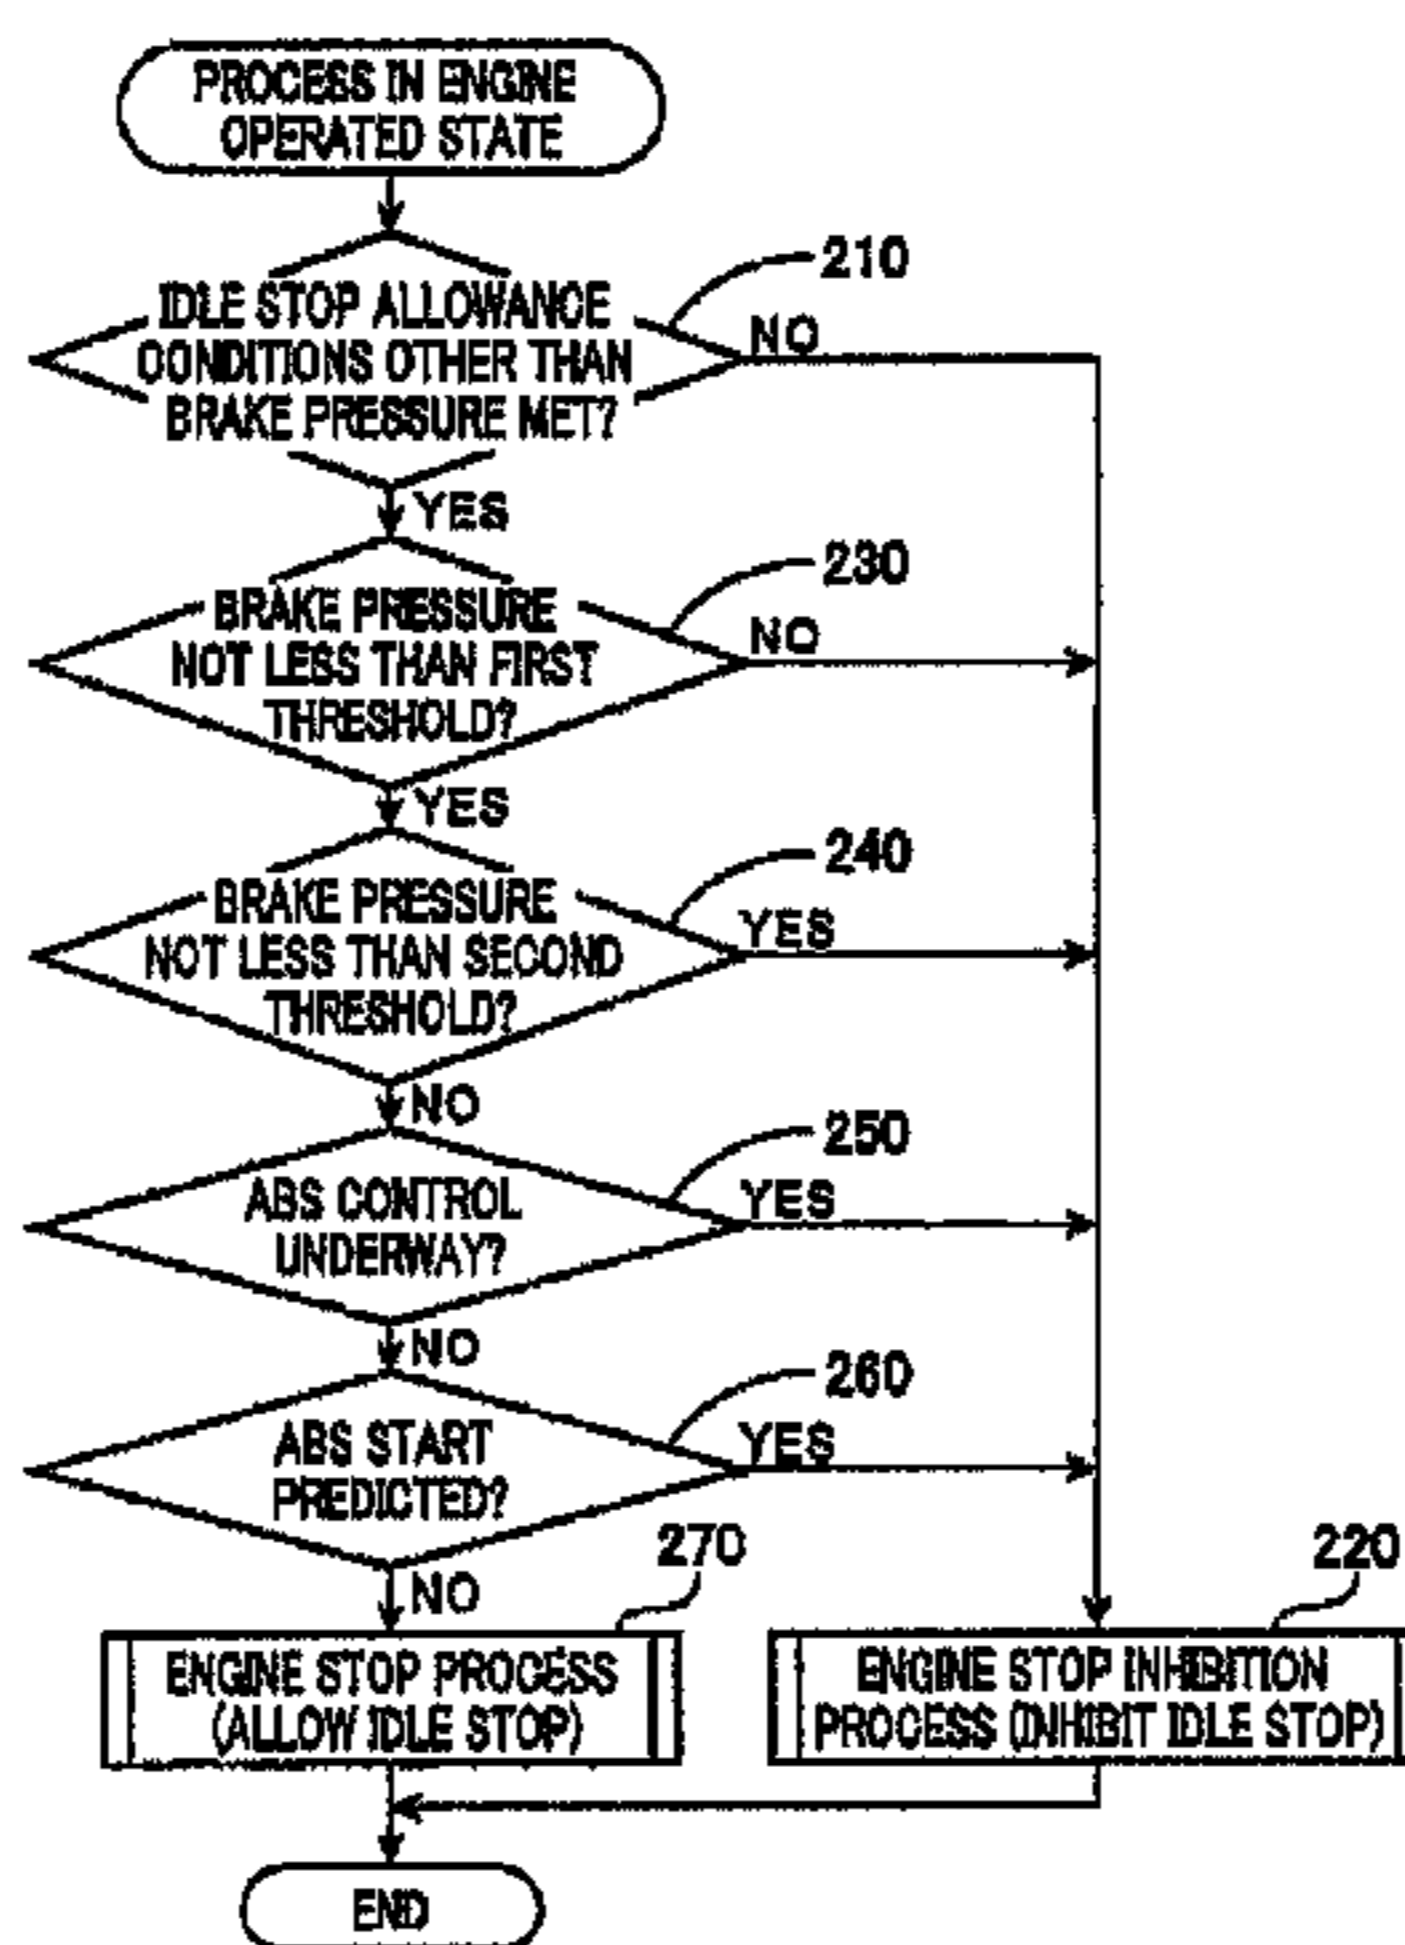 PROCESS IN ENGINE
OPERATED STATE
210
IDLE STOP ALLOWANCE
CONDITIONS OTHER THAN
BRAKE PRESSURE MET?
NO
YES
230
BRAKE PRESSURE
NOT LESS THAN FIRST
THRESHOLD?
NO
YES
240
BRAKE PRESSURE
NOT LESS THAN SECOND
THRESHOLD?
YES
NO
250
ABS CONTROL
UNDERWAY?
YES
NO
260
ABS START
PREDICTED?
YES
NO
270
ENGINE STOP PROCESS
(ALLOW IDLE STOP)
220
ENGINE STOP INHIBITION
PROCESS (INHIBIT IDLE STOP)
END